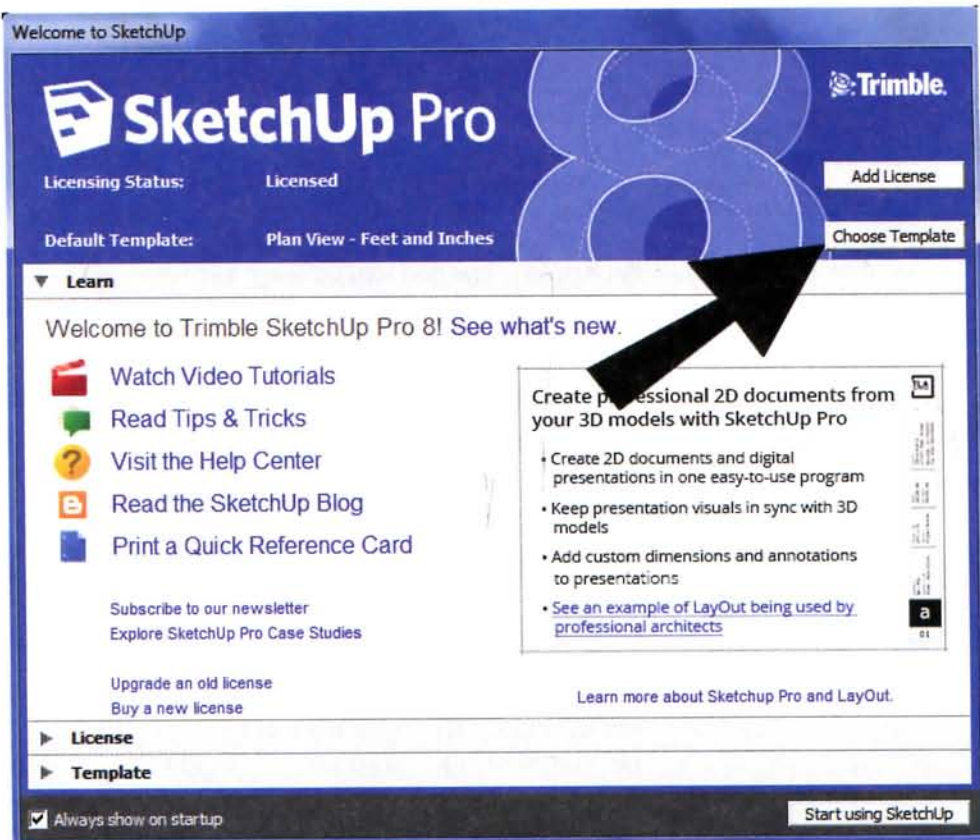 Welcome to SketchUp
SketchUp Pro
Trimble.
Licensing Status: Licensed
Add License
Default Template: Plan View - Feet and Inches
Choose Template
Learn
Welcome to Trimble SketchUp Pro 8! See what's new.
Watch Video Tutorials
Read Tips & Tricks
Visit the Help Center
Read the SketchUp Blog
Print a Quick Reference Card
Subscribe to our newsletter
Explore SketchUp Pro Case Studies
Upgrade an old license
Buy a new license
Create 2D documents from
your 3D models with SketchUp Pro
• Create 2D documents and digital
presentations in one easy-to-use program
• Keep presentation visuals in sync with 3D
models
• Add custom dimensions and annotations
to presentations
• See an example of LayOut being used by
professional architects
a
01
Learn more about Sketchup Pro and LayOut.
License
Template
Always show on startup
Start using SketchUp